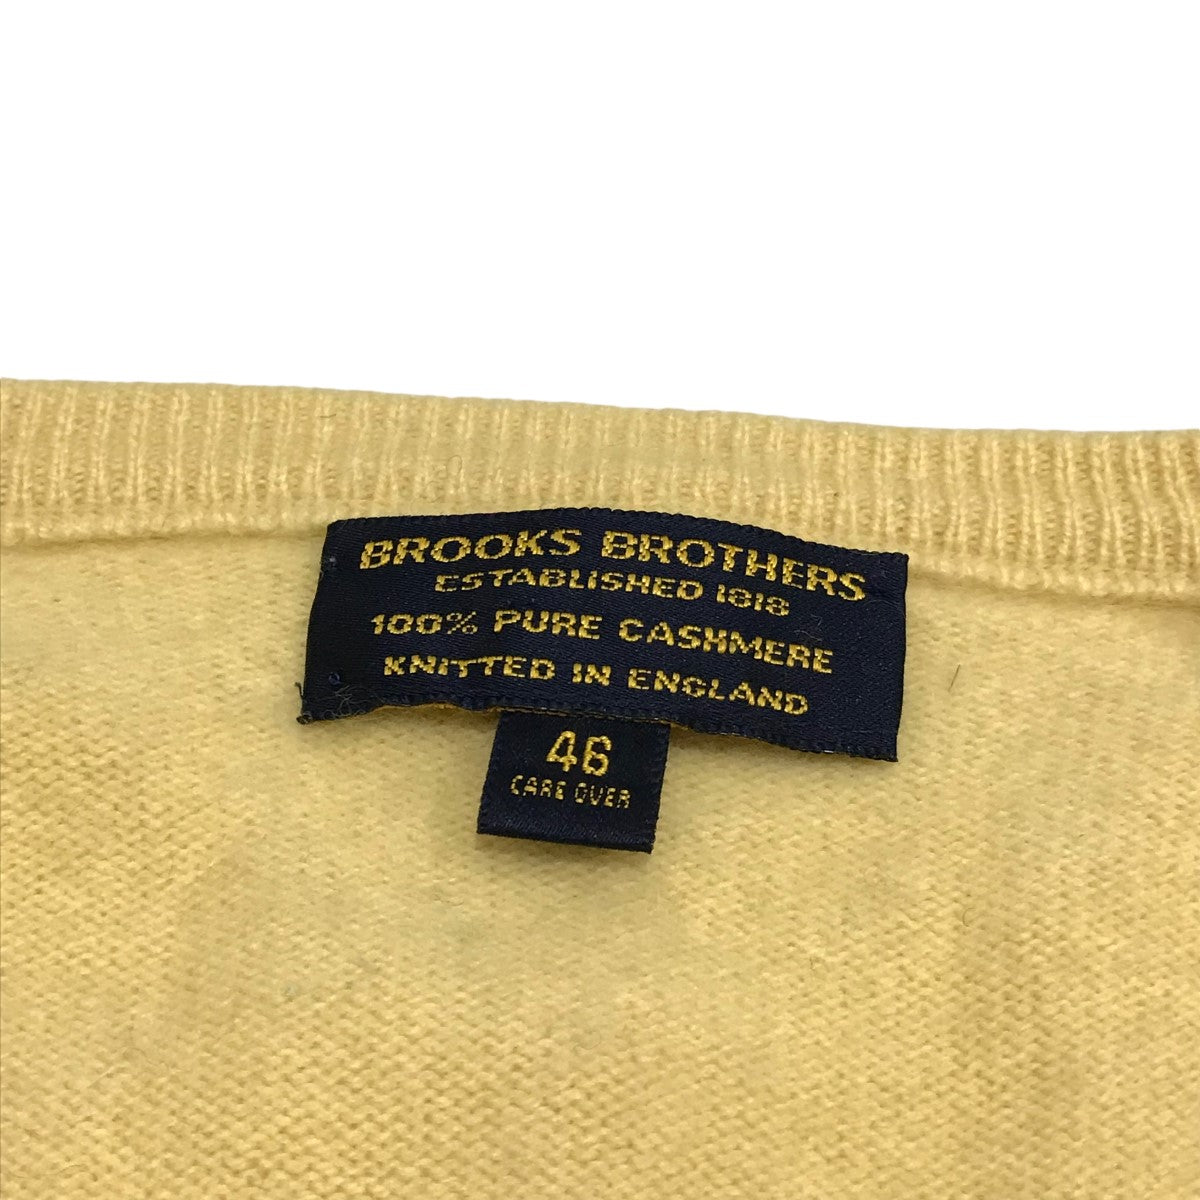 BROOKS BROTHERS
ESTABLISHED 1818
100% PURE CASHMERE
KNITTED IN ENGLAND
46
CARE OVER